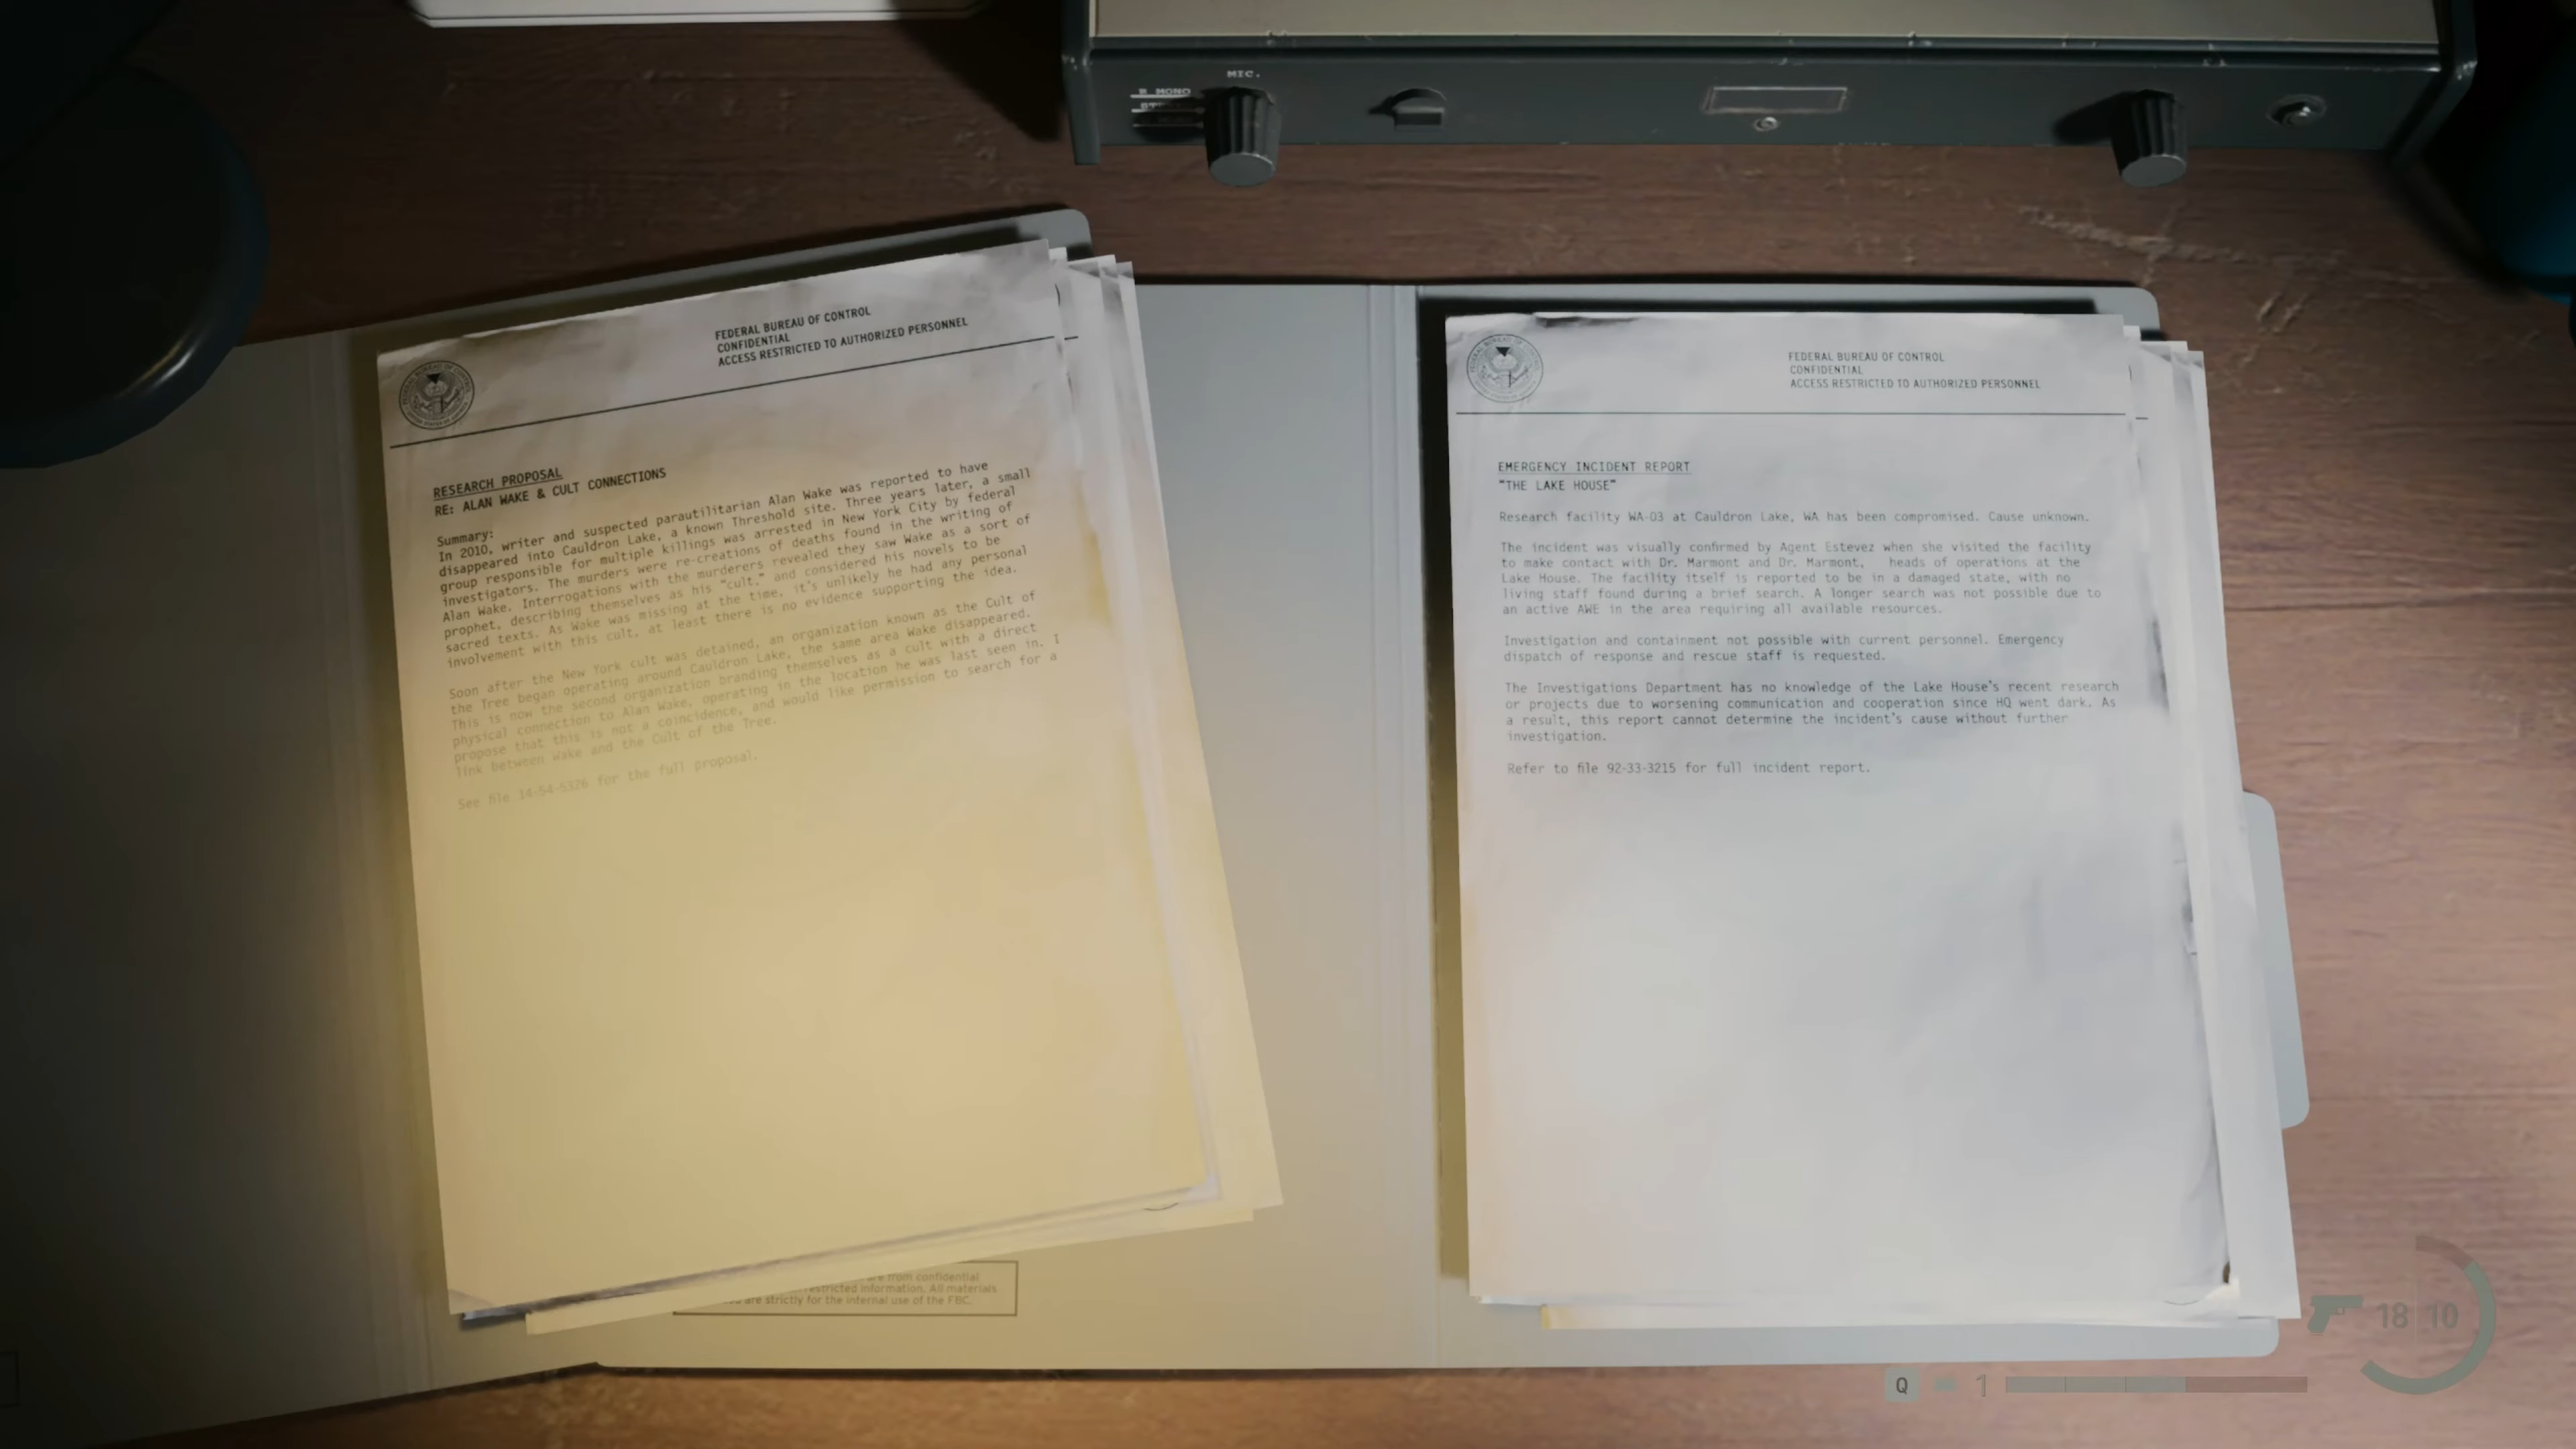 MIC.
MONO
FEDERAL BUREAU OF CONTROL
CONFIDENTIAL
ACCESS RESTRICTED TO AUTHORIZED PERSONNEL
RESEARCH PROPOSAL
RE: ALAN WAKE & CULT CONNECTIONS
Summary:
In 2010, writer and suspected parautilitarian Alan Wake was reported to have
disappeared into Cauldron Lake, a known Threshold site. Three years later, a small
group responsible for multiple killings was arrested in New York City by federal
investigators. The murders were re-creations of deaths found in the writing of
Alan Wake. Interrogations with the murderers revealed they saw Wake as a sort of
prophet, describing themselves as his "cult," and considered his novels to be
sacred texts. As Wake was missing at the time, it's unlikely he had any personal
involvement with this cult, at least there is no evidence supporting the idea.
Soon after the New York cult was detained, an organization known as the Cult of
the Tree began operating around Cauldron Lake, the same area Wake disappeared.
This is now the second organization branding themselves as a cult with a direct
physical connection to Alan Wake, operating in the location he was last seen in. I
propose that this is not a coincidence, and would like permission to search for a
link between Wake and the Cult of the Tree.
See file 14-54-5326 for the full proposal.
are from confidential
restricted information. All materials
are strictly for the internal use of the FBC.
FEDERAL BUREAU OF CONTROL
CONFIDENTIAL
ACCESS RESTRICTED TO AUTHORIZED PERSONNEL
EMERGENCY INCIDENT REPORT
"THE LAKE HOUSE"
Research facility WA-03 at Cauldron Lake, WA has been compromised. Cause unknown.
The incident was visually confirmed by Agent Estevez when she visited the facility
to make contact with Dr. Marmont and Dr. Marmont, heads of operations at the
Lake House. The facility itself is reported to be in a damaged state, with no
living staff found during a brief search. A longer search was not possible due to
an active AWE in the area requiring all available resources.
Investigation and containment not possible with current personnel. Emergency
dispatch of response and rescue staff is requested.
The Investigations Department has no knowledge of the Lake House's recent research
or projects due to worsening communication and cooperation since HQ went dark. As
a result, this report cannot determine the incident's cause without further
investigation.
Refer to file 92-33-3215 for full incident report.
18 10
Q 1